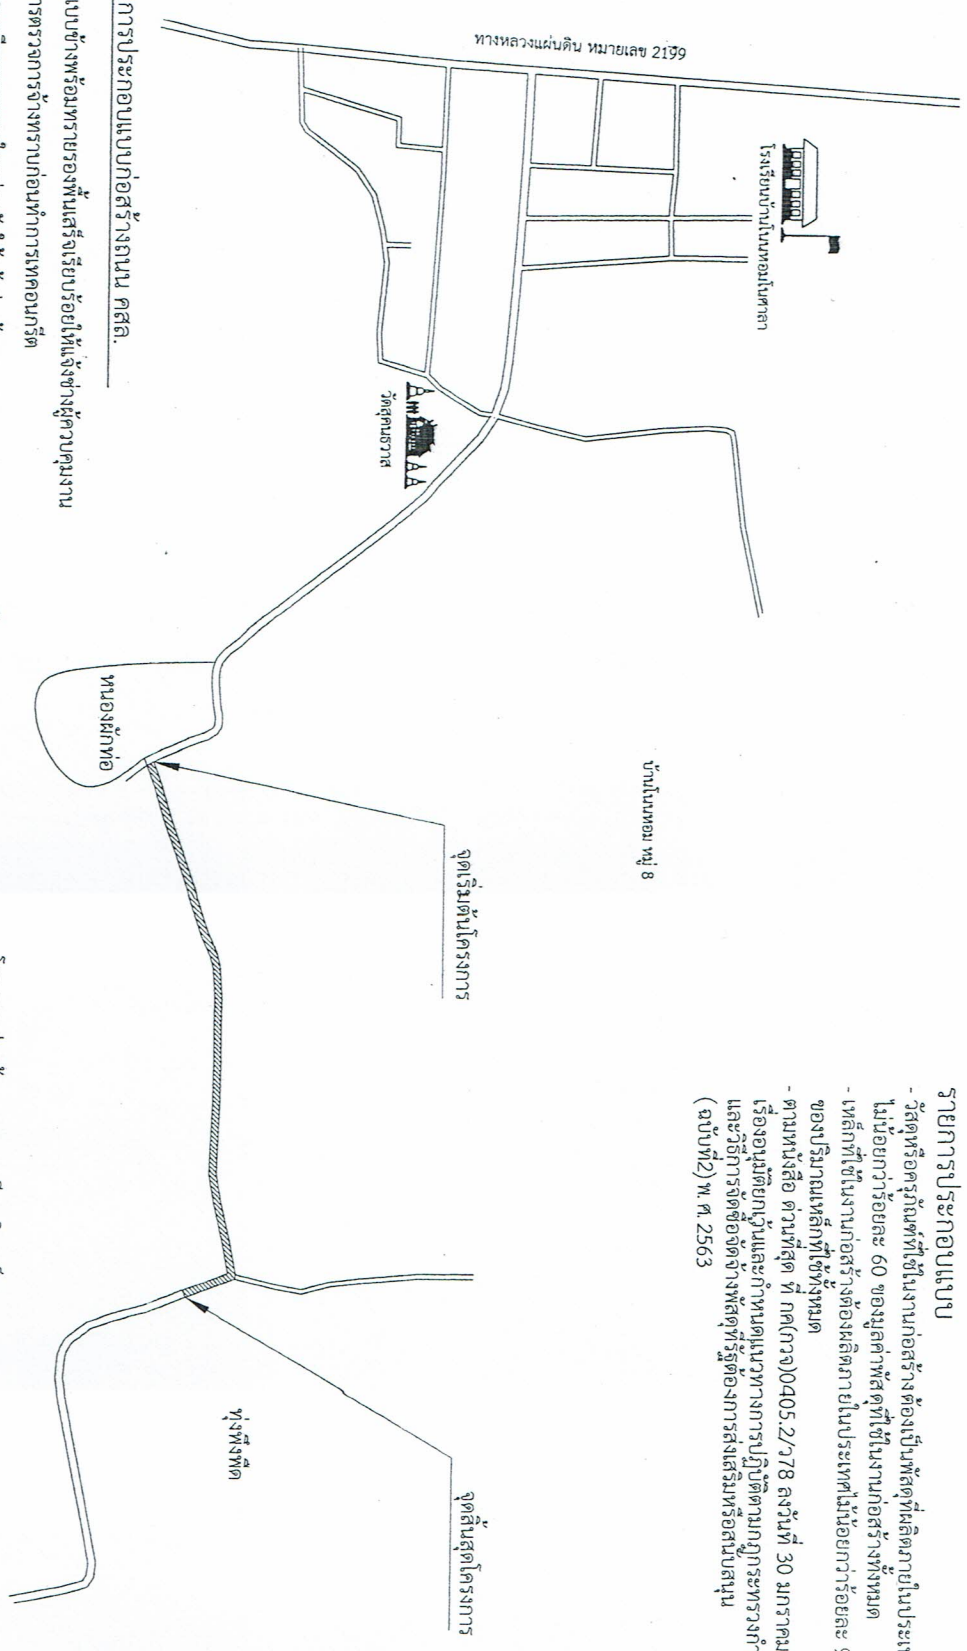 รายการประกอบแบบ
- วัสดุหรือครุภัณฑ์ที่ใช้ในงานก่อสร้างต้องเป็นพัสดุที่ผลิตภายในประเ
ไม่น้อยกว่าร้อยละ 60 ของมูลค่าพัสดุที่ใช้ในงานก่อสร้างทั้งหมด
- เหล็กที่ใช้ในงานก่อสร้างต้องผลิตภายในประเทศไม่น้อยกว่าร้อยละ
ของปริมาณเหล็กที่ใช้ทั้งหมด
- ตามหนังสือ ด่วนที่สุด ที่ กค(กวจ)0405.2/ว78 ลงวันที่ 30 มกราคม
เรื่องอนุมัติยกเว้นและกำหนดแนวทางการปฏิบัติตามกฎกระทรวงกำ
และวิธีการจัดซื้อจัดจ้างพัสดุที่รัฐต้องการส่งเสริมหรือสนับสนุน
( ฉบับที่2) พ.ศ. 2563
ทางหลวงแผ่นดิน หมายเลข 2199
โรงเรียนบ้านโนนหอมโนศาลา
บ้านโนนหอม หมู่ 8
วัดสุคนธวาส
จุดเริ่มต้นโครงการ
จุดสิ้นสุดโครงการ
ทุ่งพึงพืด
หนองผักท่อ
การประกอบแบบก่อสร้างถนน คสล.
แบบข้างพร้อมทรายรองพื้นเสร็จเรียบร้อยให้แจ้งช่างผู้ควบคุมงาน
ารตรวจการจ้างทราบก่อนทำการเทคอนกรีต